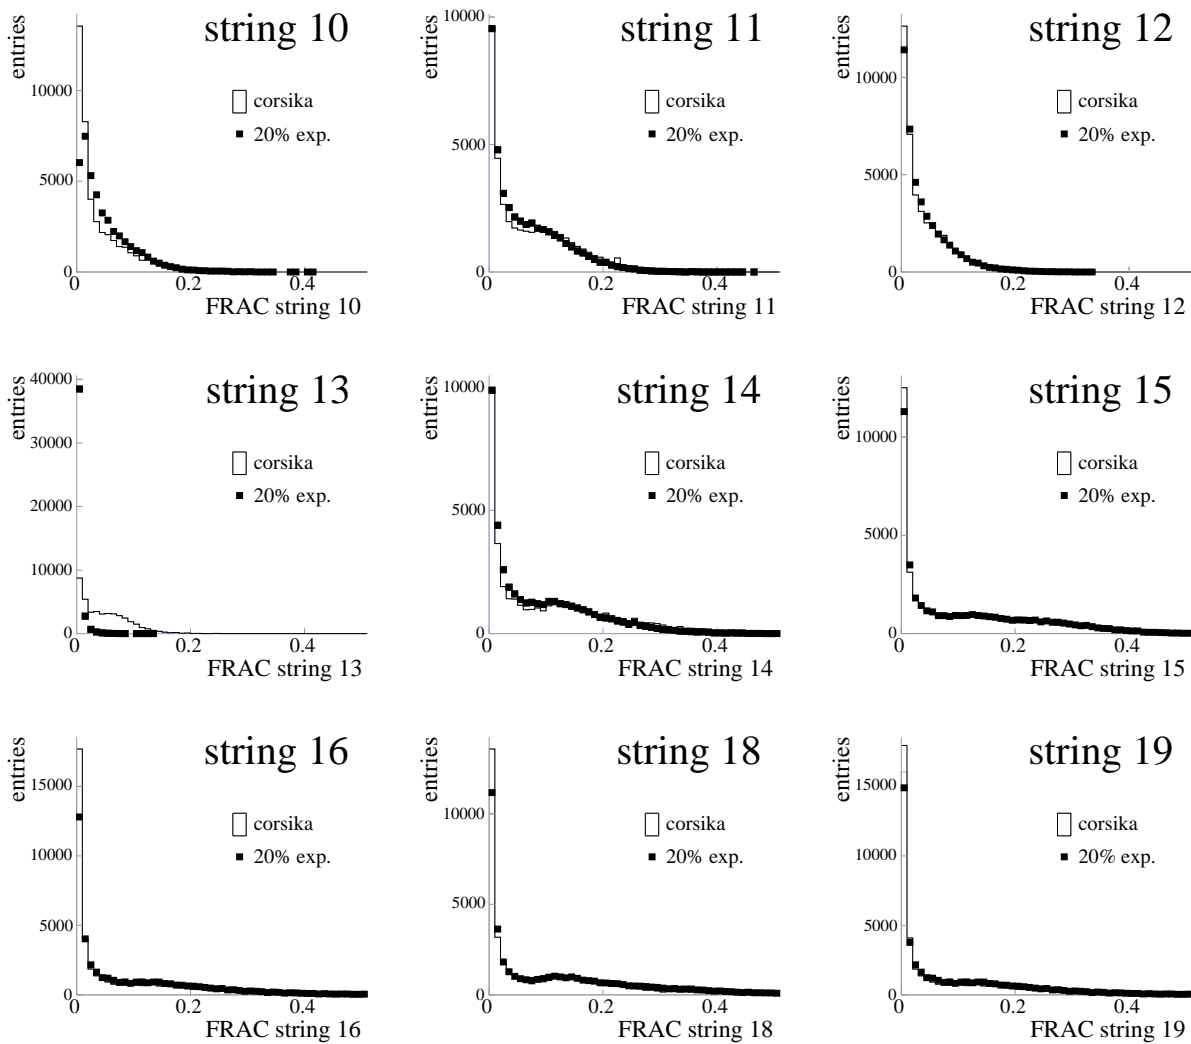 string 10
entries
10000
corsika
20% exp.
5000
0
0 0.2 0.4
FRAC string 10
string 11
entries
10000
corsika
20% exp.
5000
0
0 0.2 0.4
FRAC string 11
string 12
entries
10000
corsika
20% exp.
5000
0
0 0.2 0.4
FRAC string 12
string 13
entries
40000
30000
corsika
20% exp.
20000
10000
0
0 0.2 0.4
FRAC string 13
string 14
entries
10000
corsika
20% exp.
5000
0
0 0.2 0.4
FRAC string 14
string 15
entries
10000
corsika
20% exp.
5000
0
0 0.2 0.4
FRAC string 15
string 16
entries
15000
corsika
20% exp.
10000
5000
0
0 0.2 0.4
FRAC string 16
string 18
entries
10000
corsika
20% exp.
5000
0
0 0.2 0.4
FRAC string 18
string 19
entries
15000
corsika
20% exp.
10000
5000
0
0 0.2 0.4
FRAC string 19